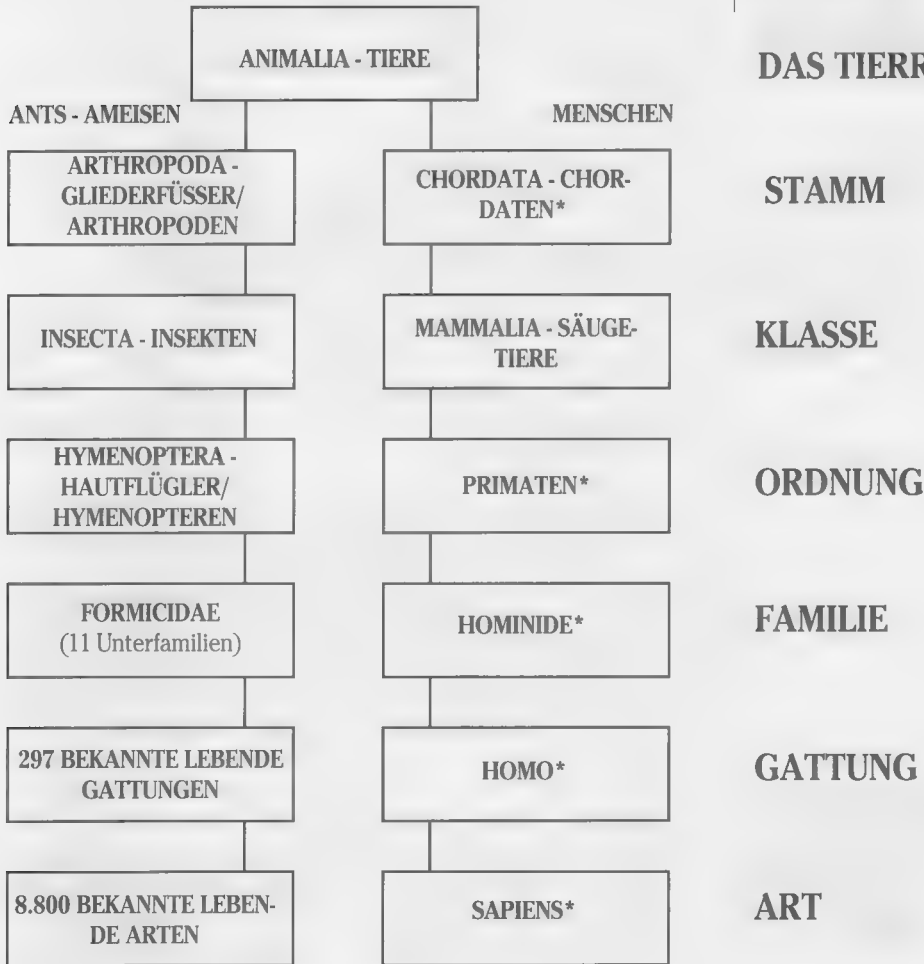 ANIMALIA - TIERE
DAS TIERR
ANTS - AMEISEN
MENSCHEN
ARTHROPODA -
GLIEDERFÜSSER/
ARTHROPODEN
CHORDATA - CHOR-
DATEN*
STAMM
INSECTA - INSEKTEN
MAMMALIA - SÄUGE-
TIERE
KLASSE
HYMENOPTERA -
HAUTFLÜGLER/
HYMENOPTEREN
PRIMATEN*
ORDNUNG
FORMICIDAE
(11 Unterfamilien)
HOMINIDE*
FAMILIE
297 BEKANNTE LEBENDE
GATTUNGEN
HOMO*
GATTUNG
8.800 BEKANNTE LEBEN-
DE ARTEN
SAPIENS*
ART